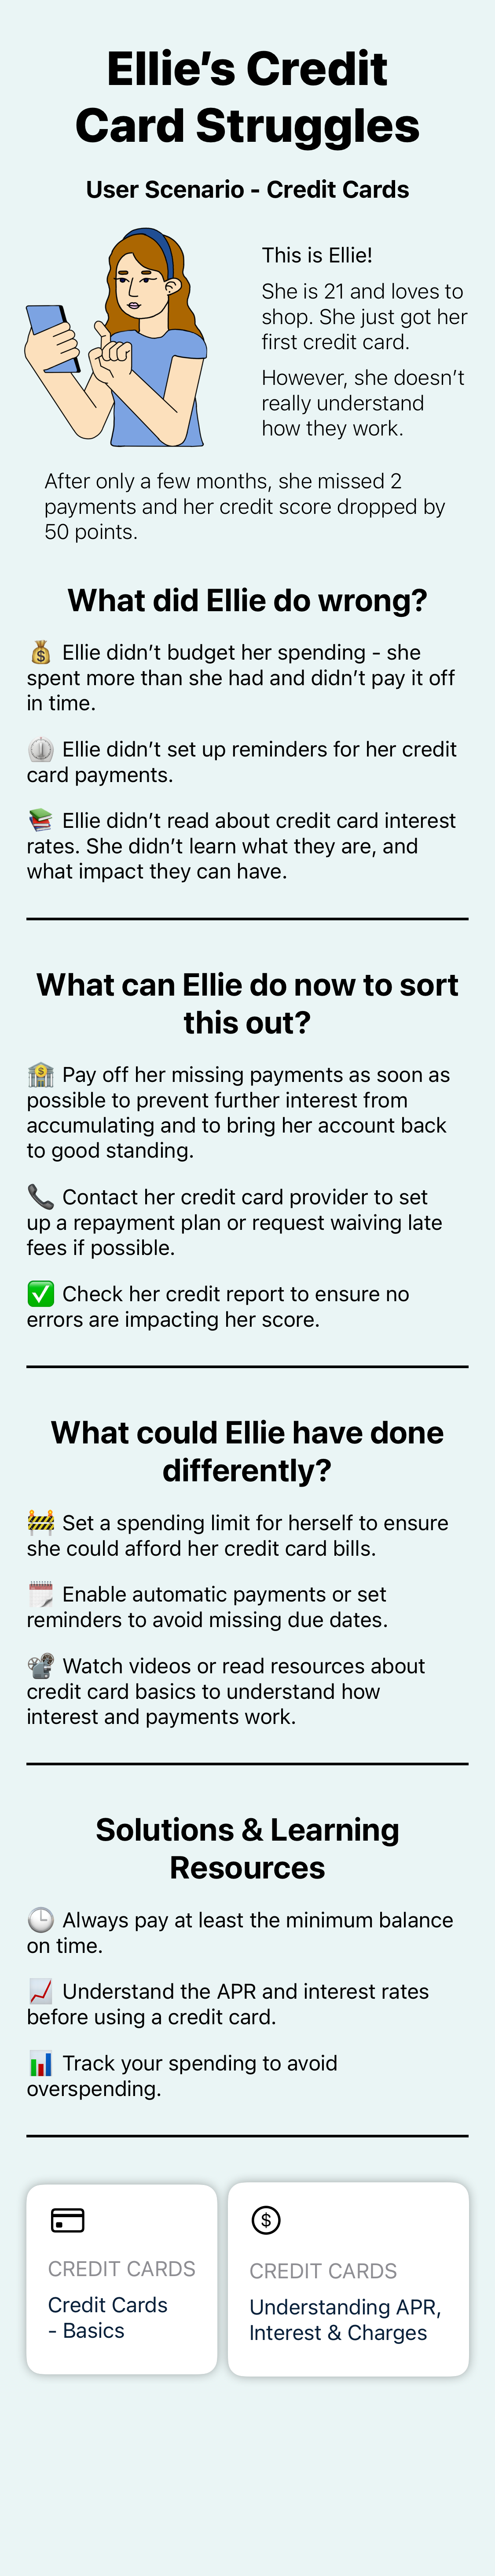 Ellie’s Credit
Card Struggles
User Scenario - Credit Cards
This is Ellie!
She is 21 and loves to
shop. She just got her
first credit card.
However, she doesn’t
really understand
how they work.
After only a few months, she missed 2
payments and her credit score dropped by
50 points.
What did Ellie do wrong?
💰 Ellie didn’t budget her spending - she
spent more than she had and didn’t pay it off
in time.
Ellie didn’t set up reminders for her credit
card payments.
📚 Ellie didn’t read about credit card interest
rates. She didn’t learn what they are, and
what impact they can have.
What can Ellie do now to sort
this out?
🏦 Pay off her missing payments as soon as
possible to prevent further interest from
accumulating and to bring her account back
to good standing.
📞 Contact her credit card provider to set
up a repayment plan or request waiving late
fees if possible.
✅ Check her credit report to ensure no
errors are impacting her score.
What could Ellie have done
differently?
🚧 Set a spending limit for herself to ensure
she could afford her credit card bills.
🗓️ Enable automatic payments or set
reminders to avoid missing due dates.
📽️ Watch videos or read resources about
credit card basics to understand how
interest and payments work.
Solutions & Learning
Resources
🕒 Always pay at least the minimum balance
on time.
📈 Understand the APR and interest rates
before using a credit card.
📊 Track your spending to avoid
overspending.
CREDIT CARDS
Credit Cards
- Basics
$
CREDIT CARDS
Understanding APR,
Interest & Charges